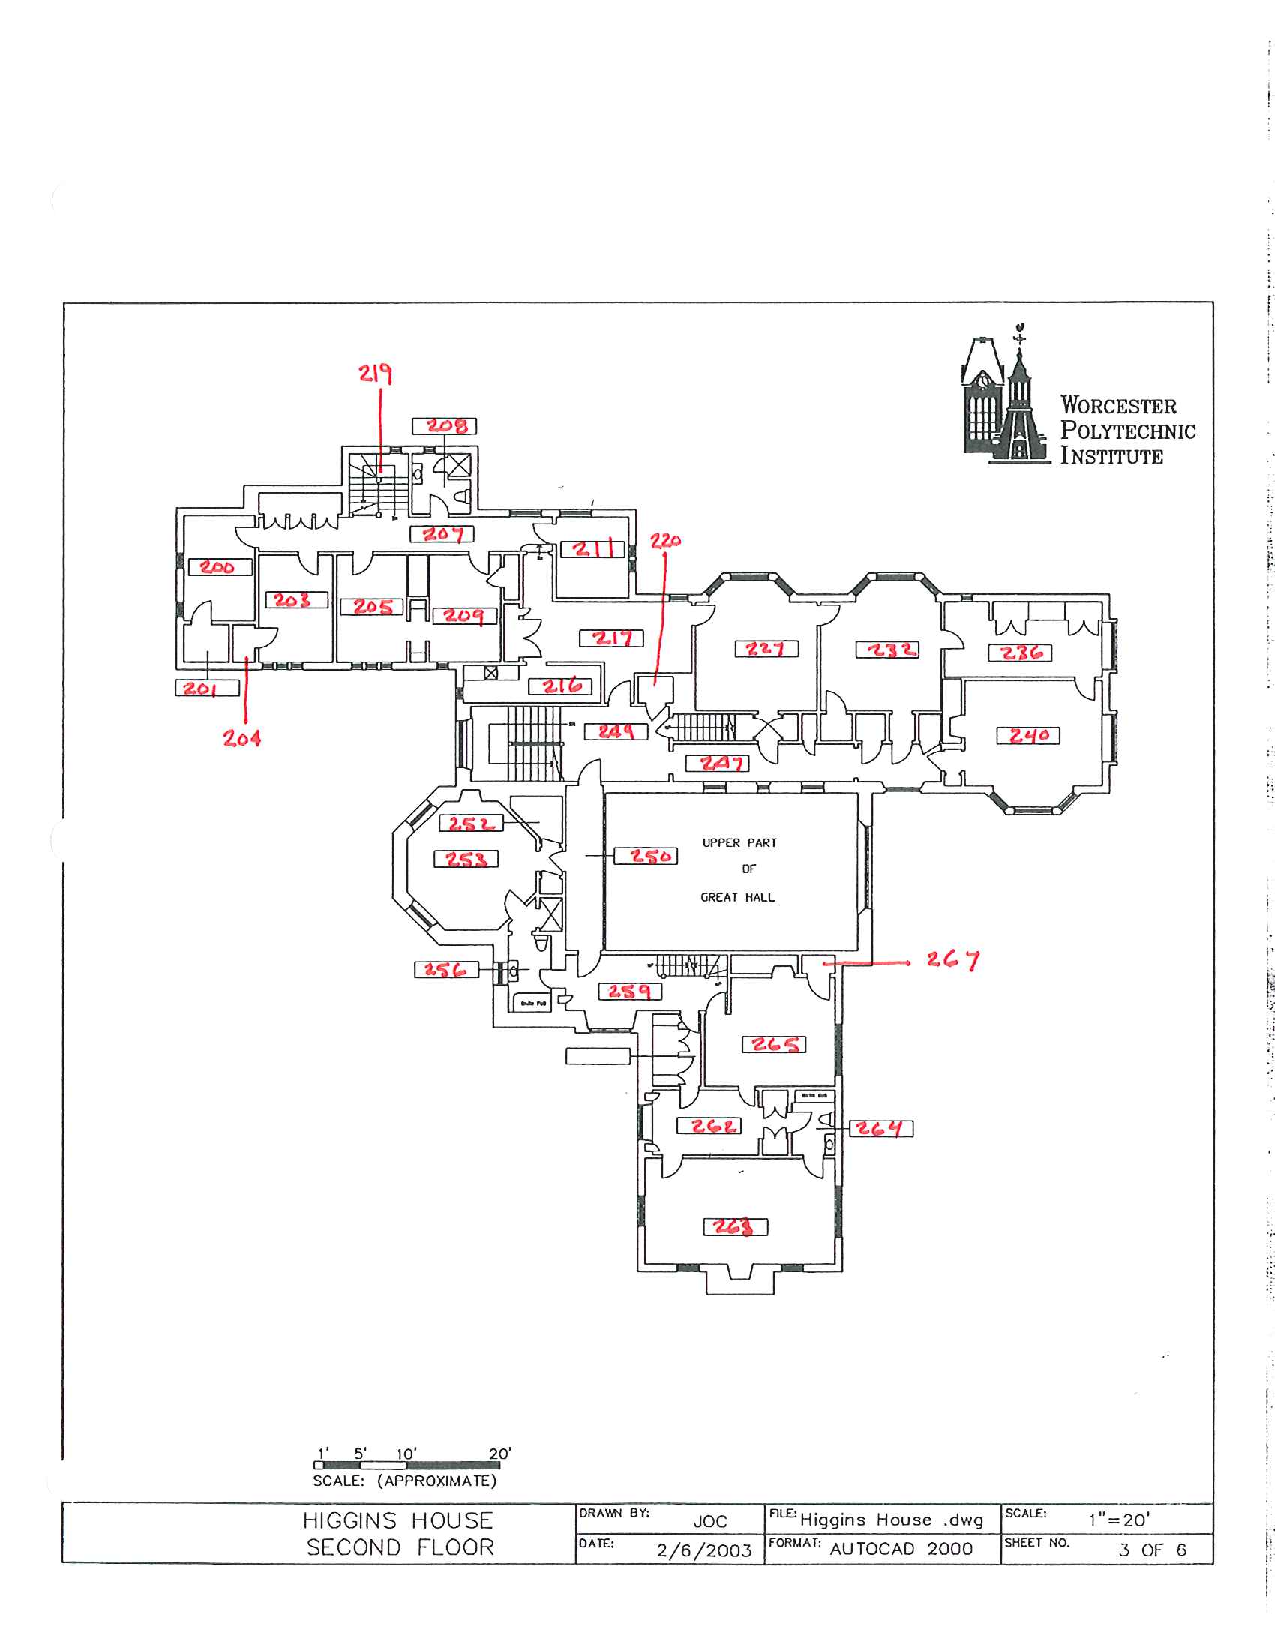 219
208
WORCESTER
POLYTECHNIC
INSTITUTE
207
211
220
200
203
205
209
217
227
232
236
201
216
204
249
240
247
252
253
250
UPPER PART
OF
GREAT HALL
256
259
267
265
262
264
263
1' 5' 10' 20'
SCALE: (APPROXIMATE)
HIGGINS HOUSE
SECOND FLOOR
DRAWN BY: JOC
DATE: 2/6/2003
FILE: Higgins House .dwg
FORMAT: AUTOCAD 2000
SCALE: 1"=20'
SHEET NO. 3 OF 6